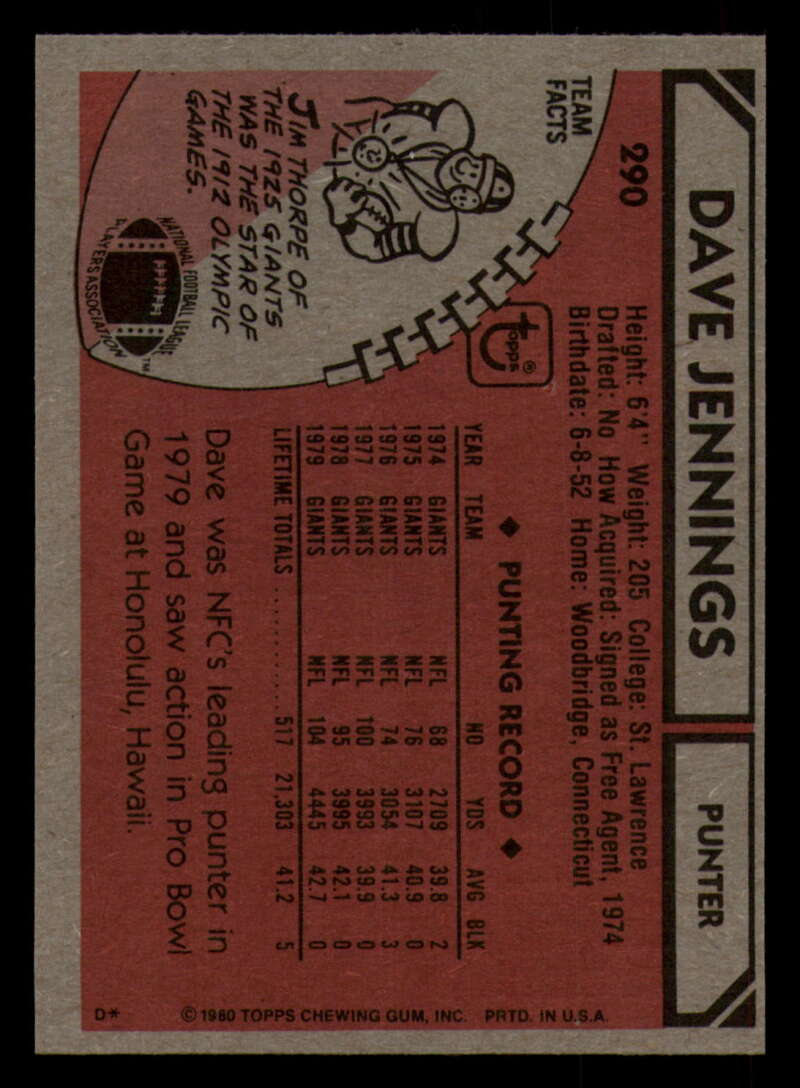 DAVE JENNINGS
PUNTER
290
Height: 6'4" Weight: 205 College: St. Lawrence
Drafted: No How Acquired: Signed as Free Agent, 1974
Birthdate: 6-8-52 Home: Woodbridge, Connecticut
TEAM
FACTS
JIM THORPE OF
THE 1925 GIANTS
WAS THE STAR OF
THE 1912 OLYMPIC
GAMES.
NATIONAL FOOTBALL LEAGUE
PLAYERS ASSOCIATION
TM
topps®
◆ PUNTING RECORD ◆
YEAR TEAM NO YDS AVG BLK
1974 GIANTS NFL 68 2709 39.8 2
1975 GIANTS NFL 76 3107 40.9 0
1976 GIANTS NFL 74 3054 41.3 3
1977 GIANTS NFL 100 3993 39.9 0
1978 GIANTS NFL 95 3995 42.1 0
1979 GIANTS NFL 104 4445 42.7 0
LIFETIME TOTALS ............ 517 21,303 41.2 5
Dave was NFC's leading punter in
1979 and saw action in Pro Bowl
Game at Honolulu, Hawaii.
D* © 1980 TOPPS CHEWING GUM, INC. PRTD. IN U.S.A.